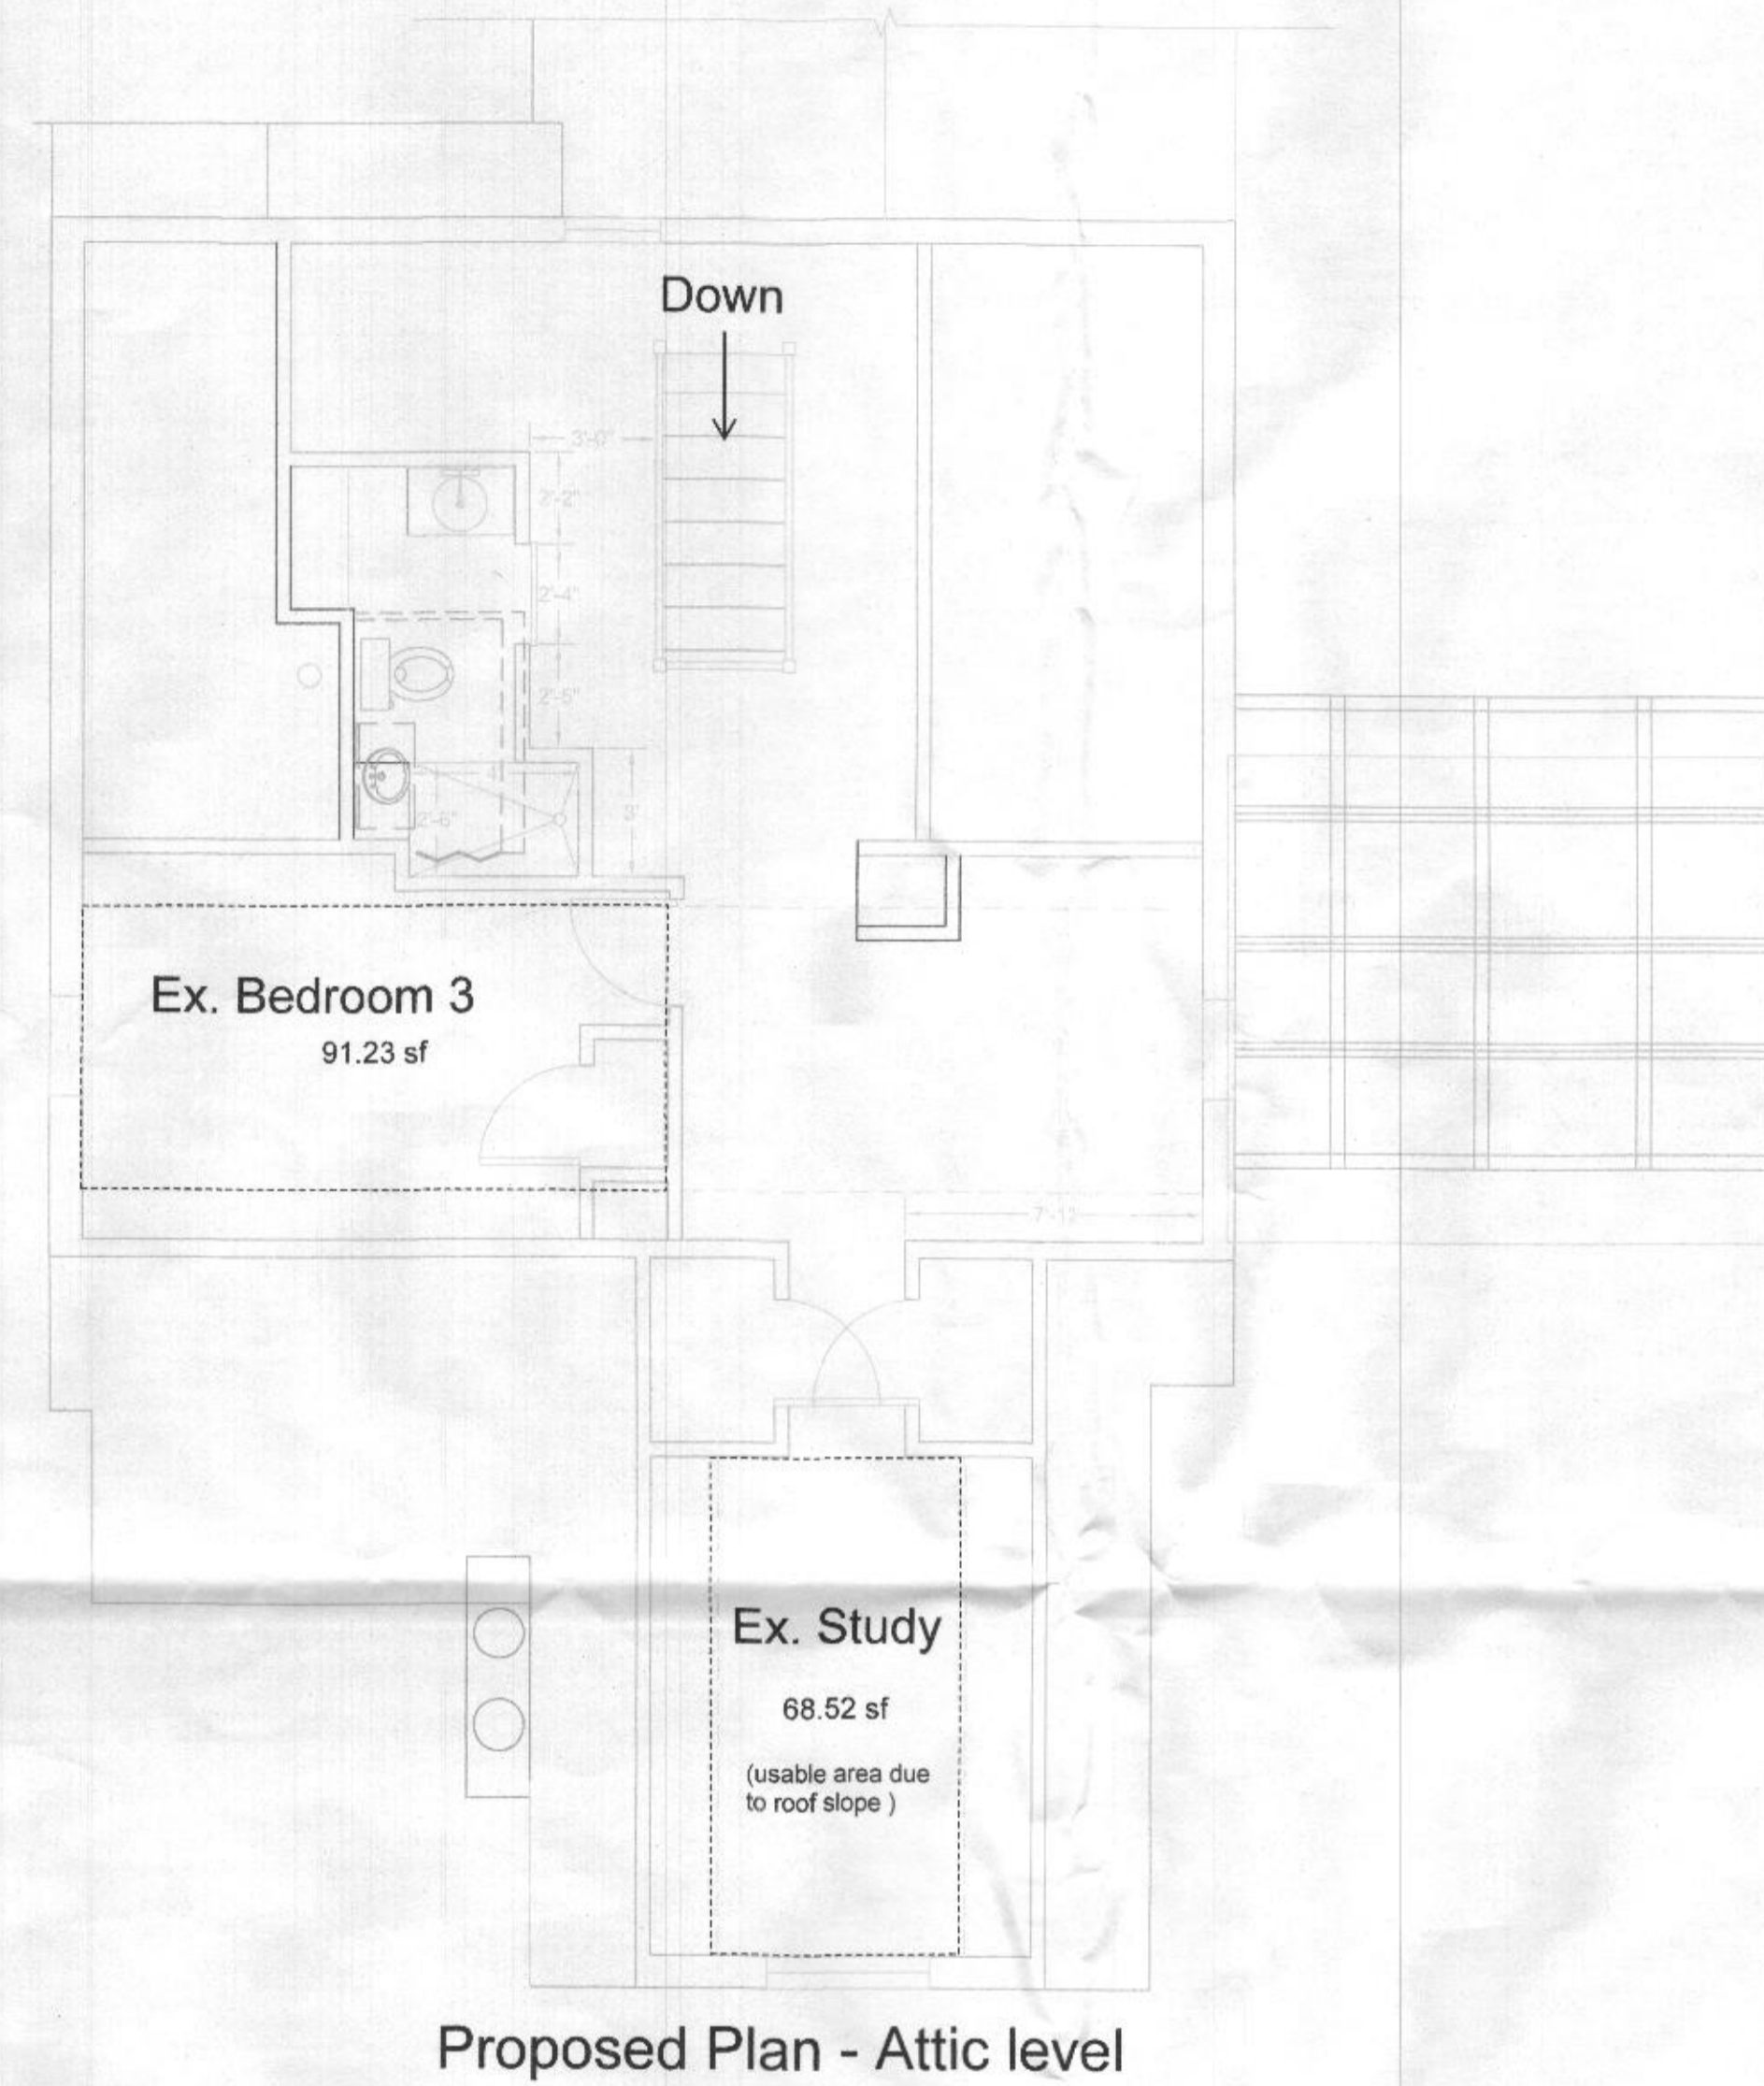 Down
3'-0"
2'-2"
2'-4"
2'-5"
4'
2'-6"
3'
Ex. Bedroom 3
91.23 sf
Ex. Study
68.52 sf
(usable area due
to roof slope )
Proposed Plan - Attic level